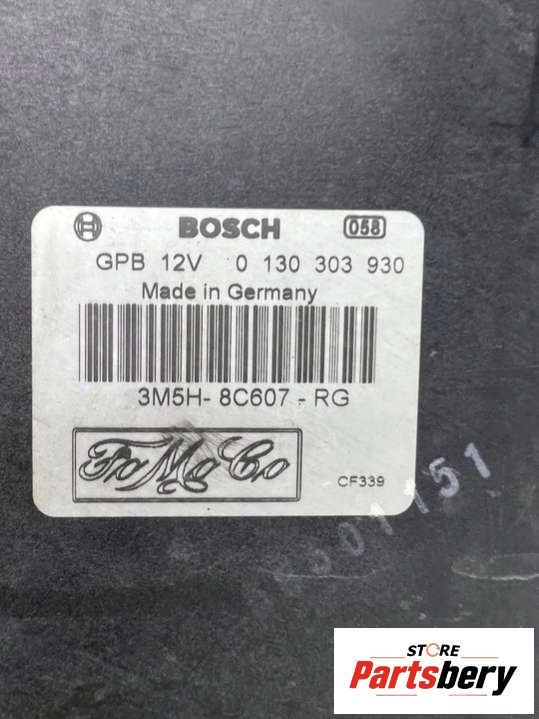 BOSCH 058
GPB 12V 0 130 303 930
Made in Germany
3M5H- 8C607 - RG
FoMoCo
CF339
STORE
Partsbery